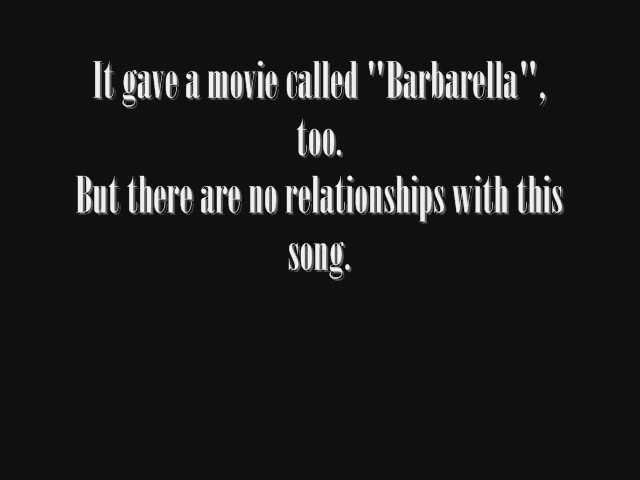 It gave a movie called "Barbarella",
too.
But there are no relationships with this
song.